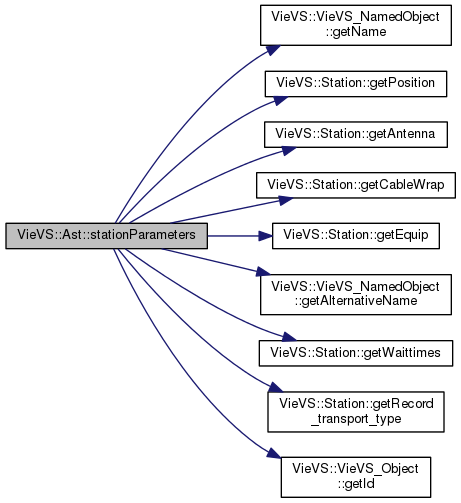 VieVS::VieVS_NamedObject
::getName
VieVS::Station::getPosition
VieVS::Station::getAntenna
VieVS::Station::getCableWrap
VieVS::Ast::stationParameters
VieVS::Station::getEquip
VieVS::VieVS_NamedObject
::getAlternativeName
VieVS::Station::getWaittimes
VieVS::Station::getRecord
_transport_type
VieVS::VieVS_Object
::getId